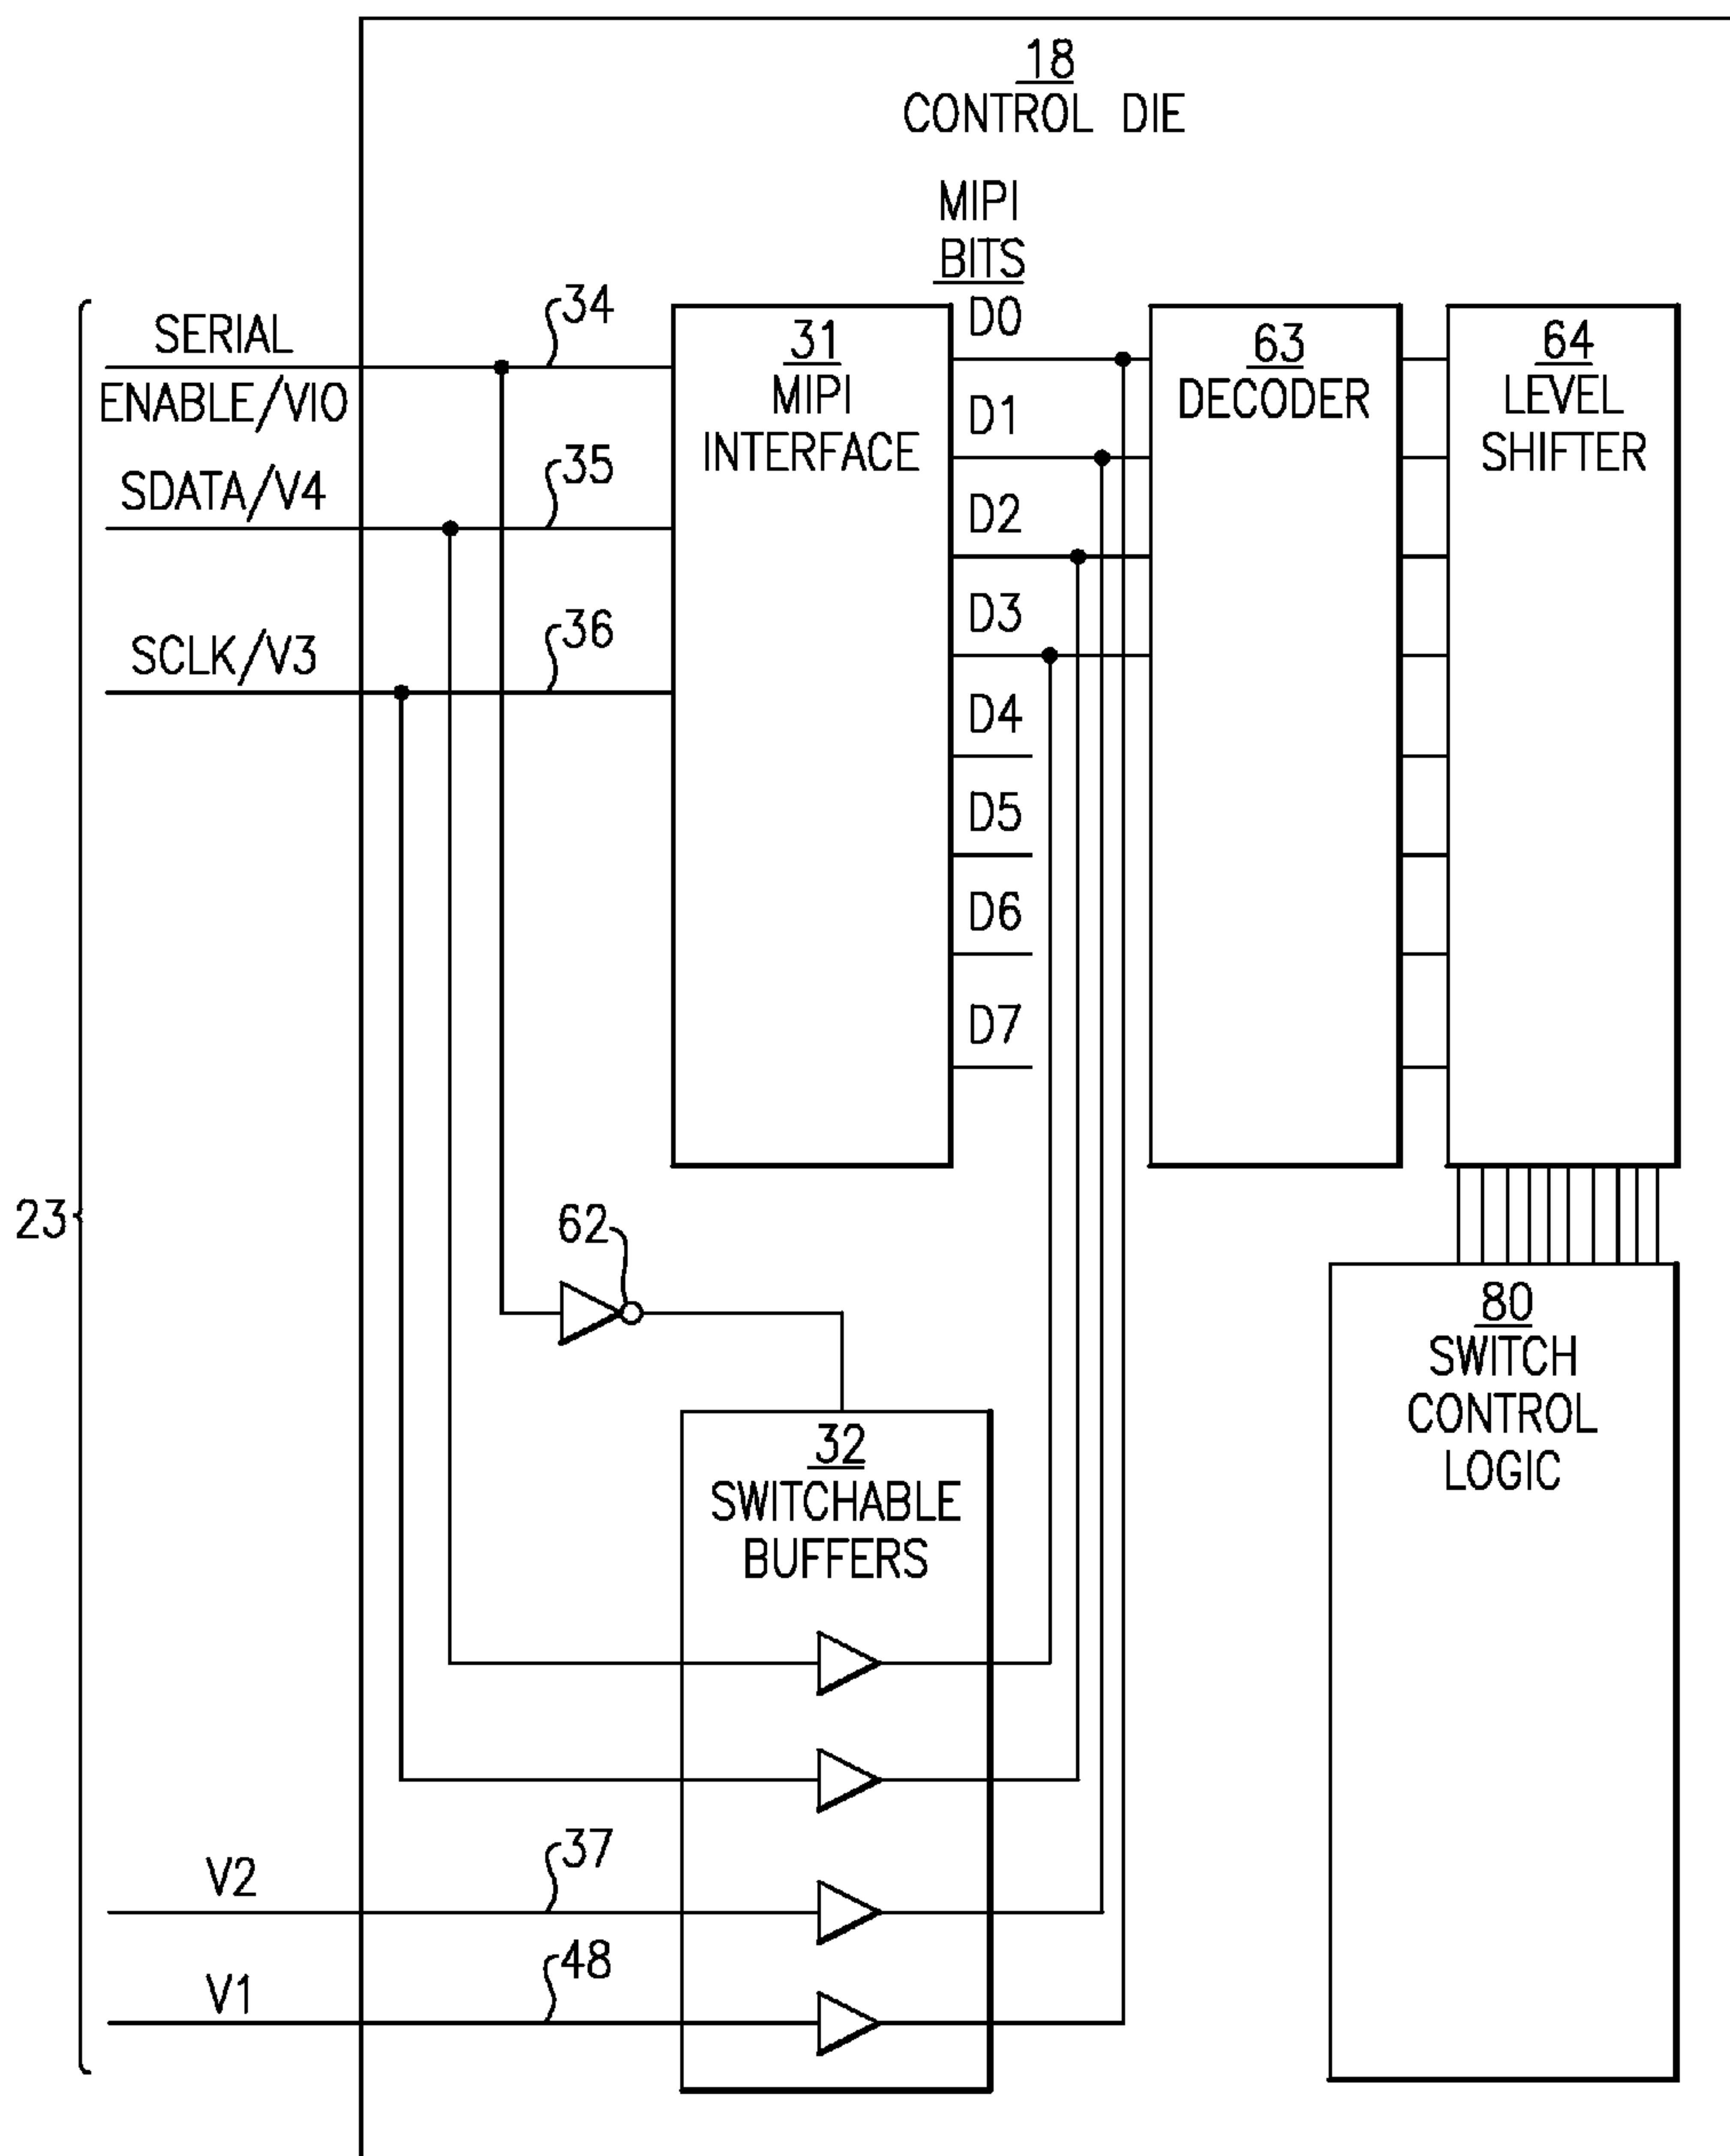 18
CONTROL DIE
MIPI
BITS
SERIAL
ENABLE/VIO
34
SDATA/V4
35
SCLK/V3
36
31
MIPI
INTERFACE
D0
D1
D2
D3
D4
D5
D6
D7
63
DECODER
64
LEVEL
SHIFTER
23
62
80
SWITCH
CONTROL
LOGIC
32
SWITCHABLE
BUFFERS
V2
37
V1
48